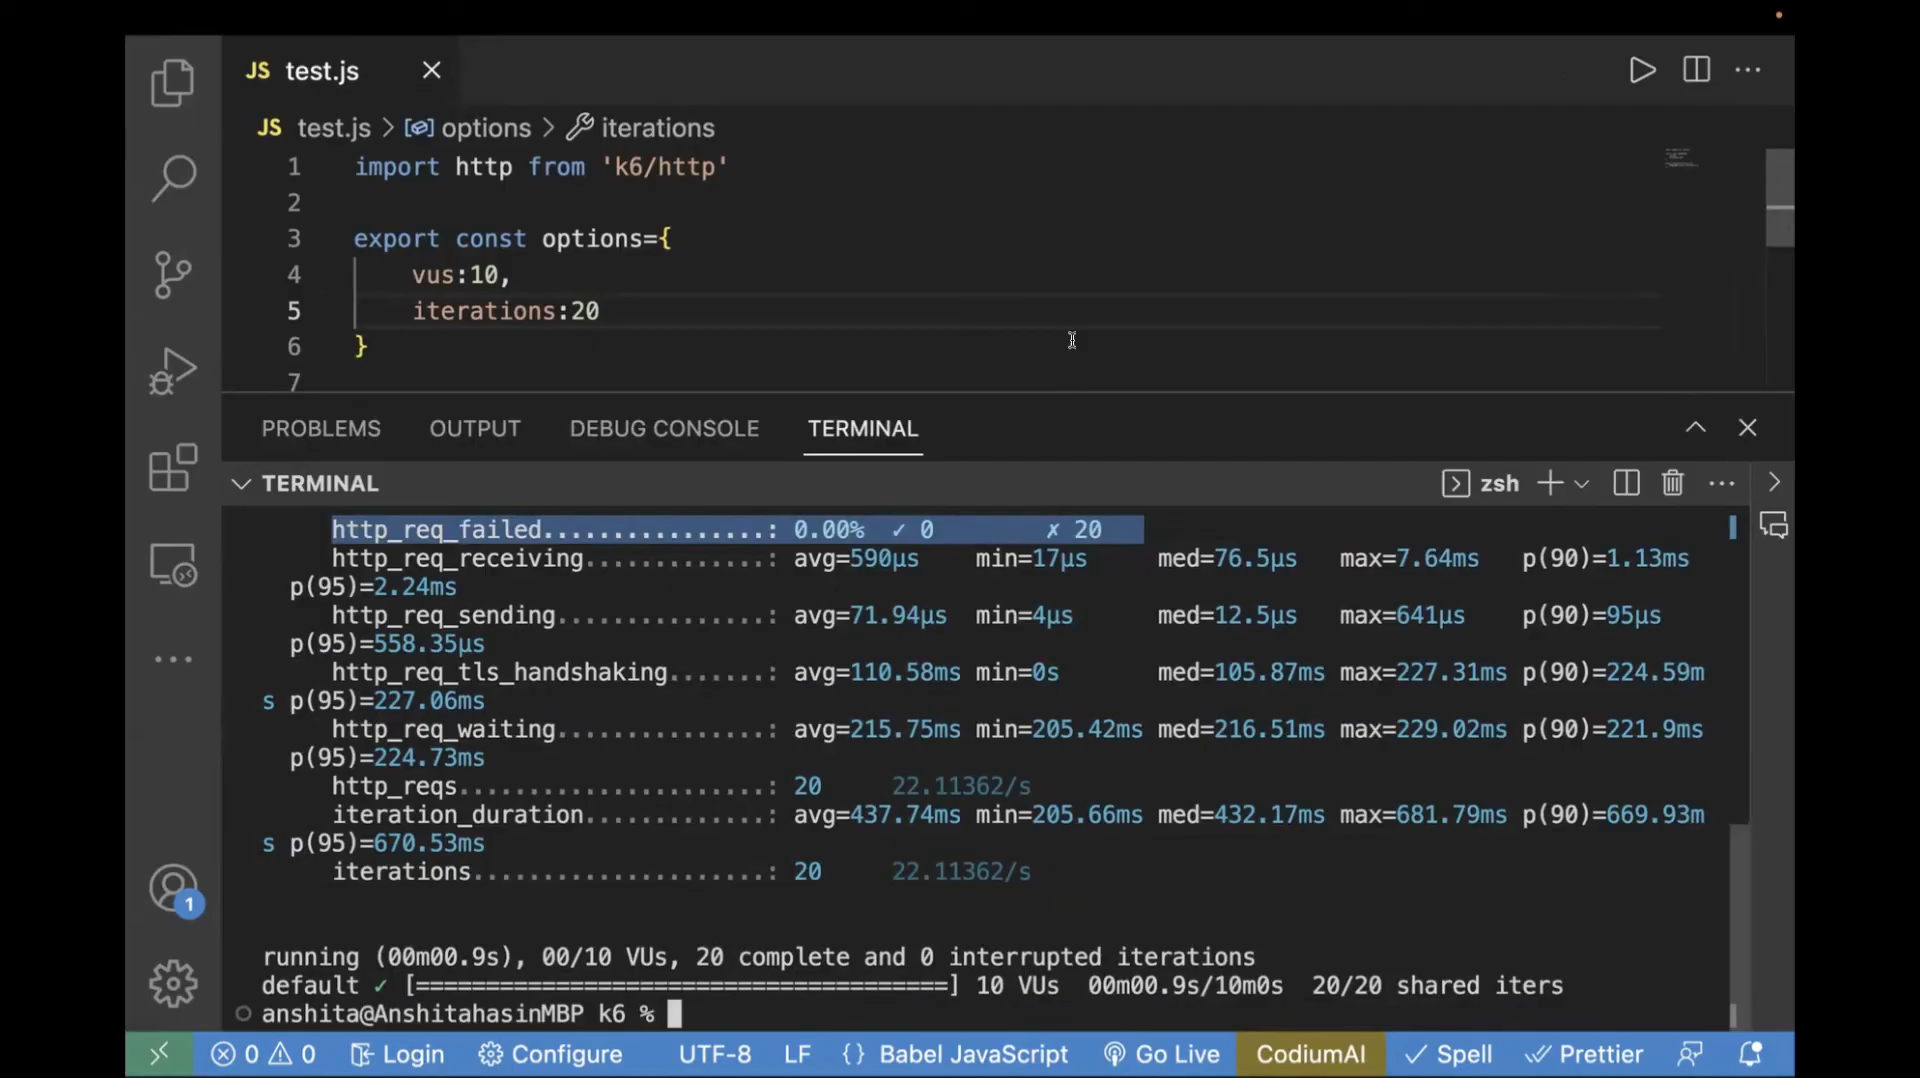 JS test.js
JS test.js > options > iterations
1 import http from 'k6/http'
2
3 export const options={
4 vus:10,
5 iterations:20
6 }
7
PROBLEMS OUTPUT DEBUG CONSOLE TERMINAL
TERMINAL zsh
http_req_failed................: 0.00% ✓ 0 ✗ 20
http_req_receiving.............: avg=590µs min=17µs med=76.5µs max=7.64ms p(90)=1.13ms
p(95)=2.24ms
http_req_sending...............: avg=71.94µs min=4µs med=12.5µs max=641µs p(90)=95µs
p(95)=558.35µs
http_req_tls_handshaking.......: avg=110.58ms min=0s med=105.87ms max=227.31ms p(90)=224.59m
s p(95)=227.06ms
http_req_waiting...............: avg=215.75ms min=205.42ms med=216.51ms max=229.02ms p(90)=221.9ms
p(95)=224.73ms
http_reqs......................: 20 22.11362/s
iteration_duration.............: avg=437.74ms min=205.66ms med=432.17ms max=681.79ms p(90)=669.93m
s p(95)=670.53ms
iterations.....................: 20 22.11362/s
running (00m00.9s), 00/10 VUs, 20 complete and 0 interrupted iterations
default ✓ [======================================] 10 VUs 00m00.9s/10m0s 20/20 shared iters
anshita@AnshitahasinMBP k6 %
1
0 0 Login Configure UTF-8 LF {} Babel JavaScript Go Live CodiumAI Spell Prettier